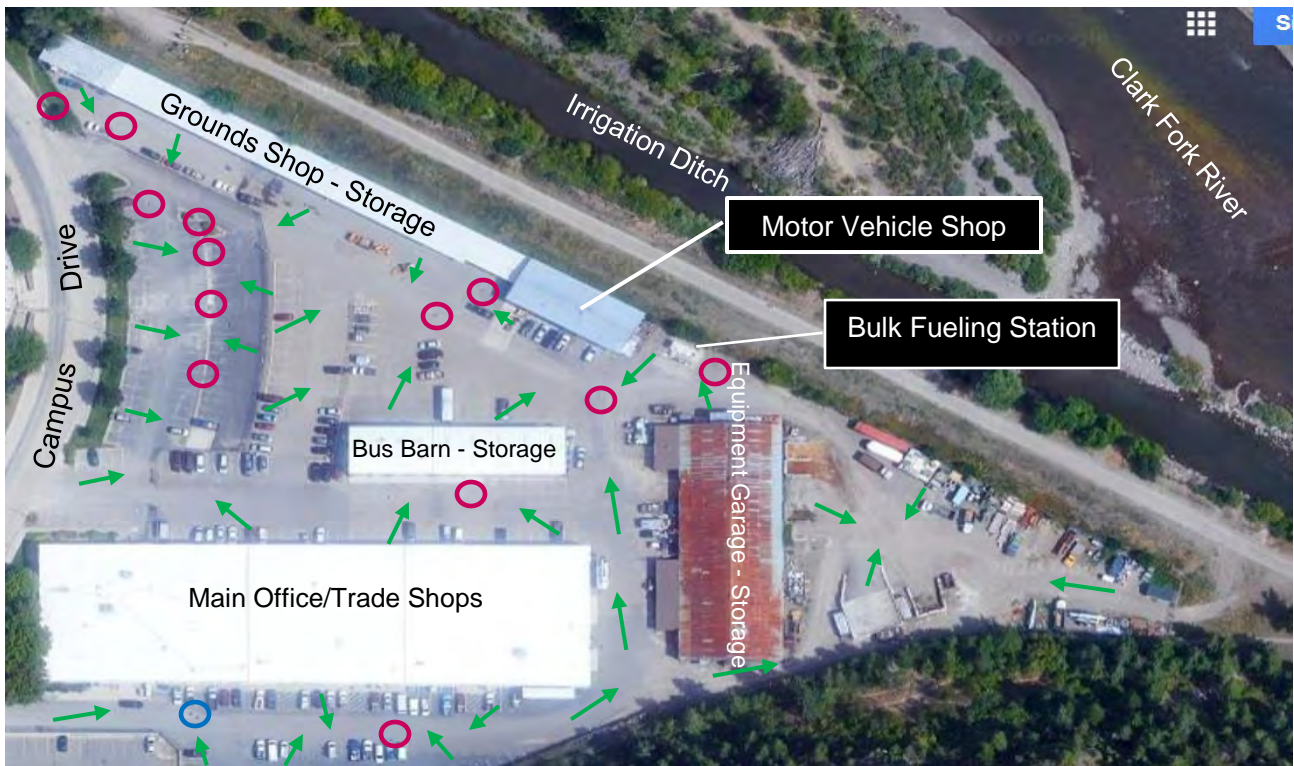 Clark Fork River
Irrigation Ditch
Grounds Shop - Storage
Motor Vehicle Shop
Campus Drive
Bulk Fueling Station
Equipment Garage - Storage
Bus Barn - Storage
Main Office/Trade Shops